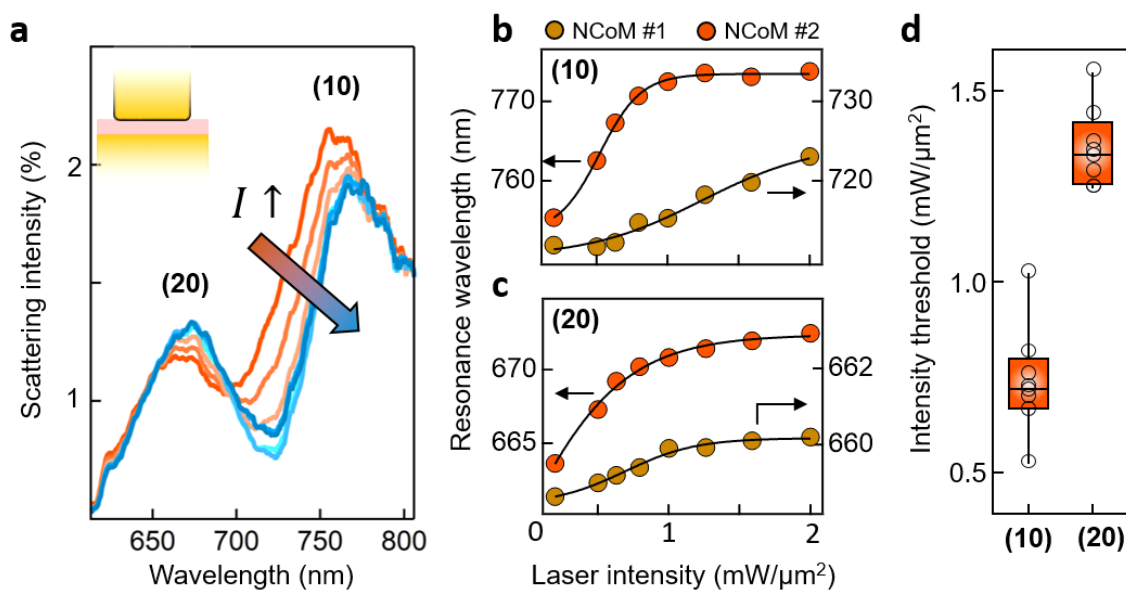 a
Scattering intensity (%)
2
1
(10)
(20)
I ↑
650 700 750 800
Wavelength (nm)
b
NCoM #1 NCoM #2
(10)
770
760
733
720
Resonance wavelength (nm)
c
(20)
670
665
662
660
0 1 2
Laser intensity (mW/µm²)
d
Intensity threshold (mW/µm²)
1.5
1.0
0.5
(10) (20)